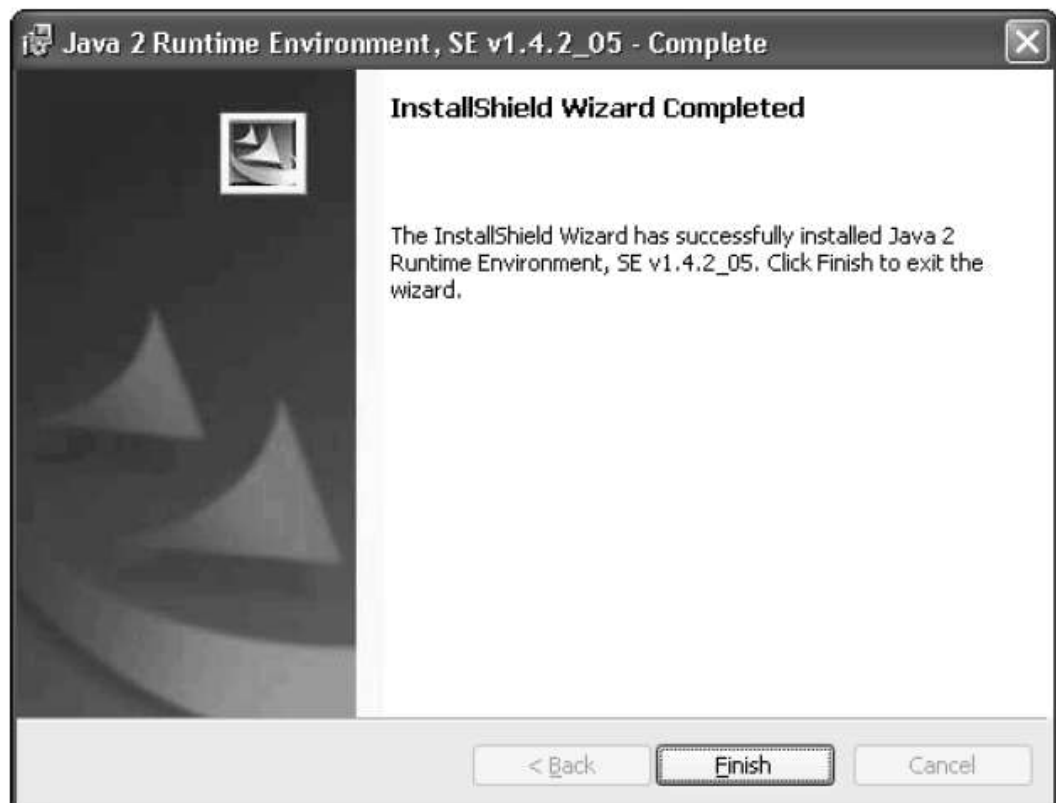 Java 2 Runtime Environment, SE v1.4.2_05 - Complete
InstallShield Wizard Completed
The InstallShield Wizard has successfully installed Java 2
Runtime Environment, SE v1.4.2_05. Click Finish to exit the
wizard.
< Back Finish Cancel